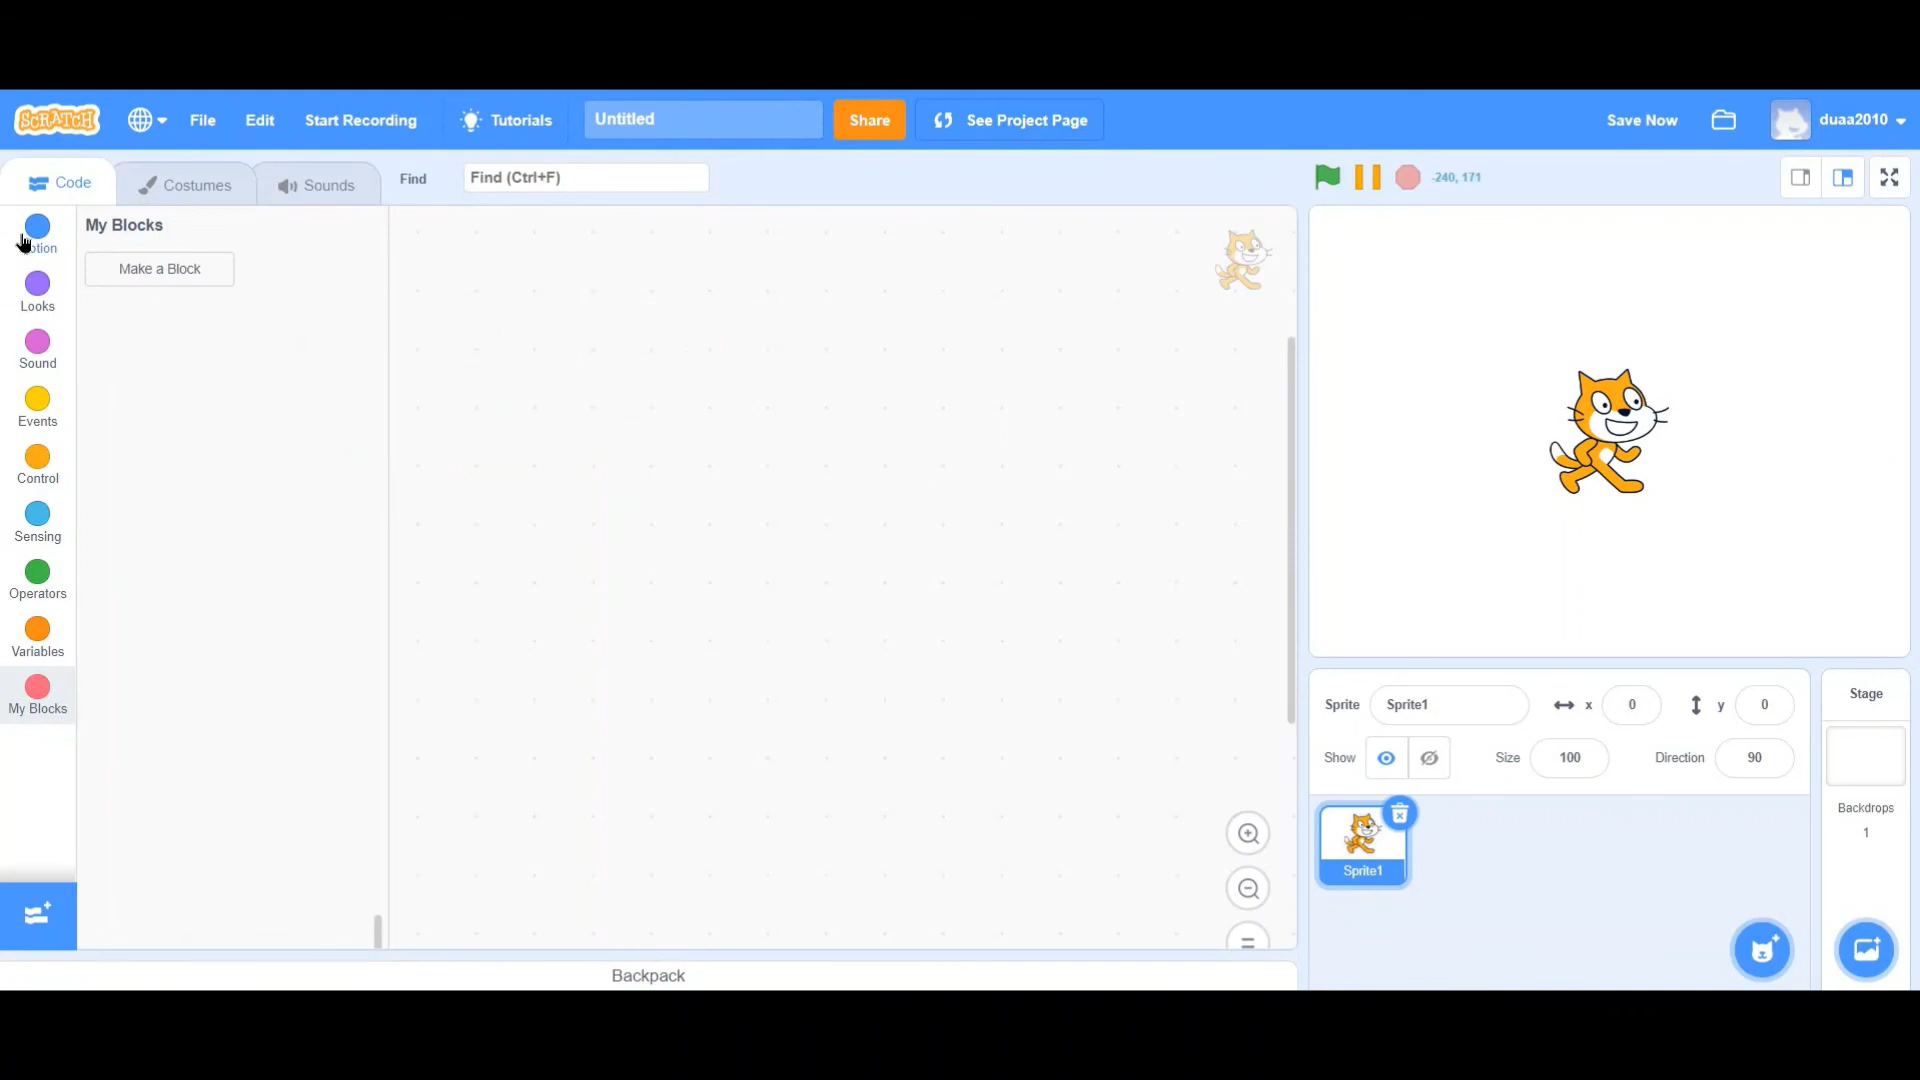 SCRATCH File Edit Start Recording Tutorials Untitled Share See Project Page Save Now duaa2010
Code Costumes Sounds Find Find (Ctrl+F) -240, 171
My Blocks
Make a Block
otion
Looks
Sound
Events
Control
Sensing
Operators
Variables
My Blocks
Sprite Sprite1 x 0 y 0
Show Size 100 Direction 90
Sprite1
Stage
Backdrops
1
Backpack